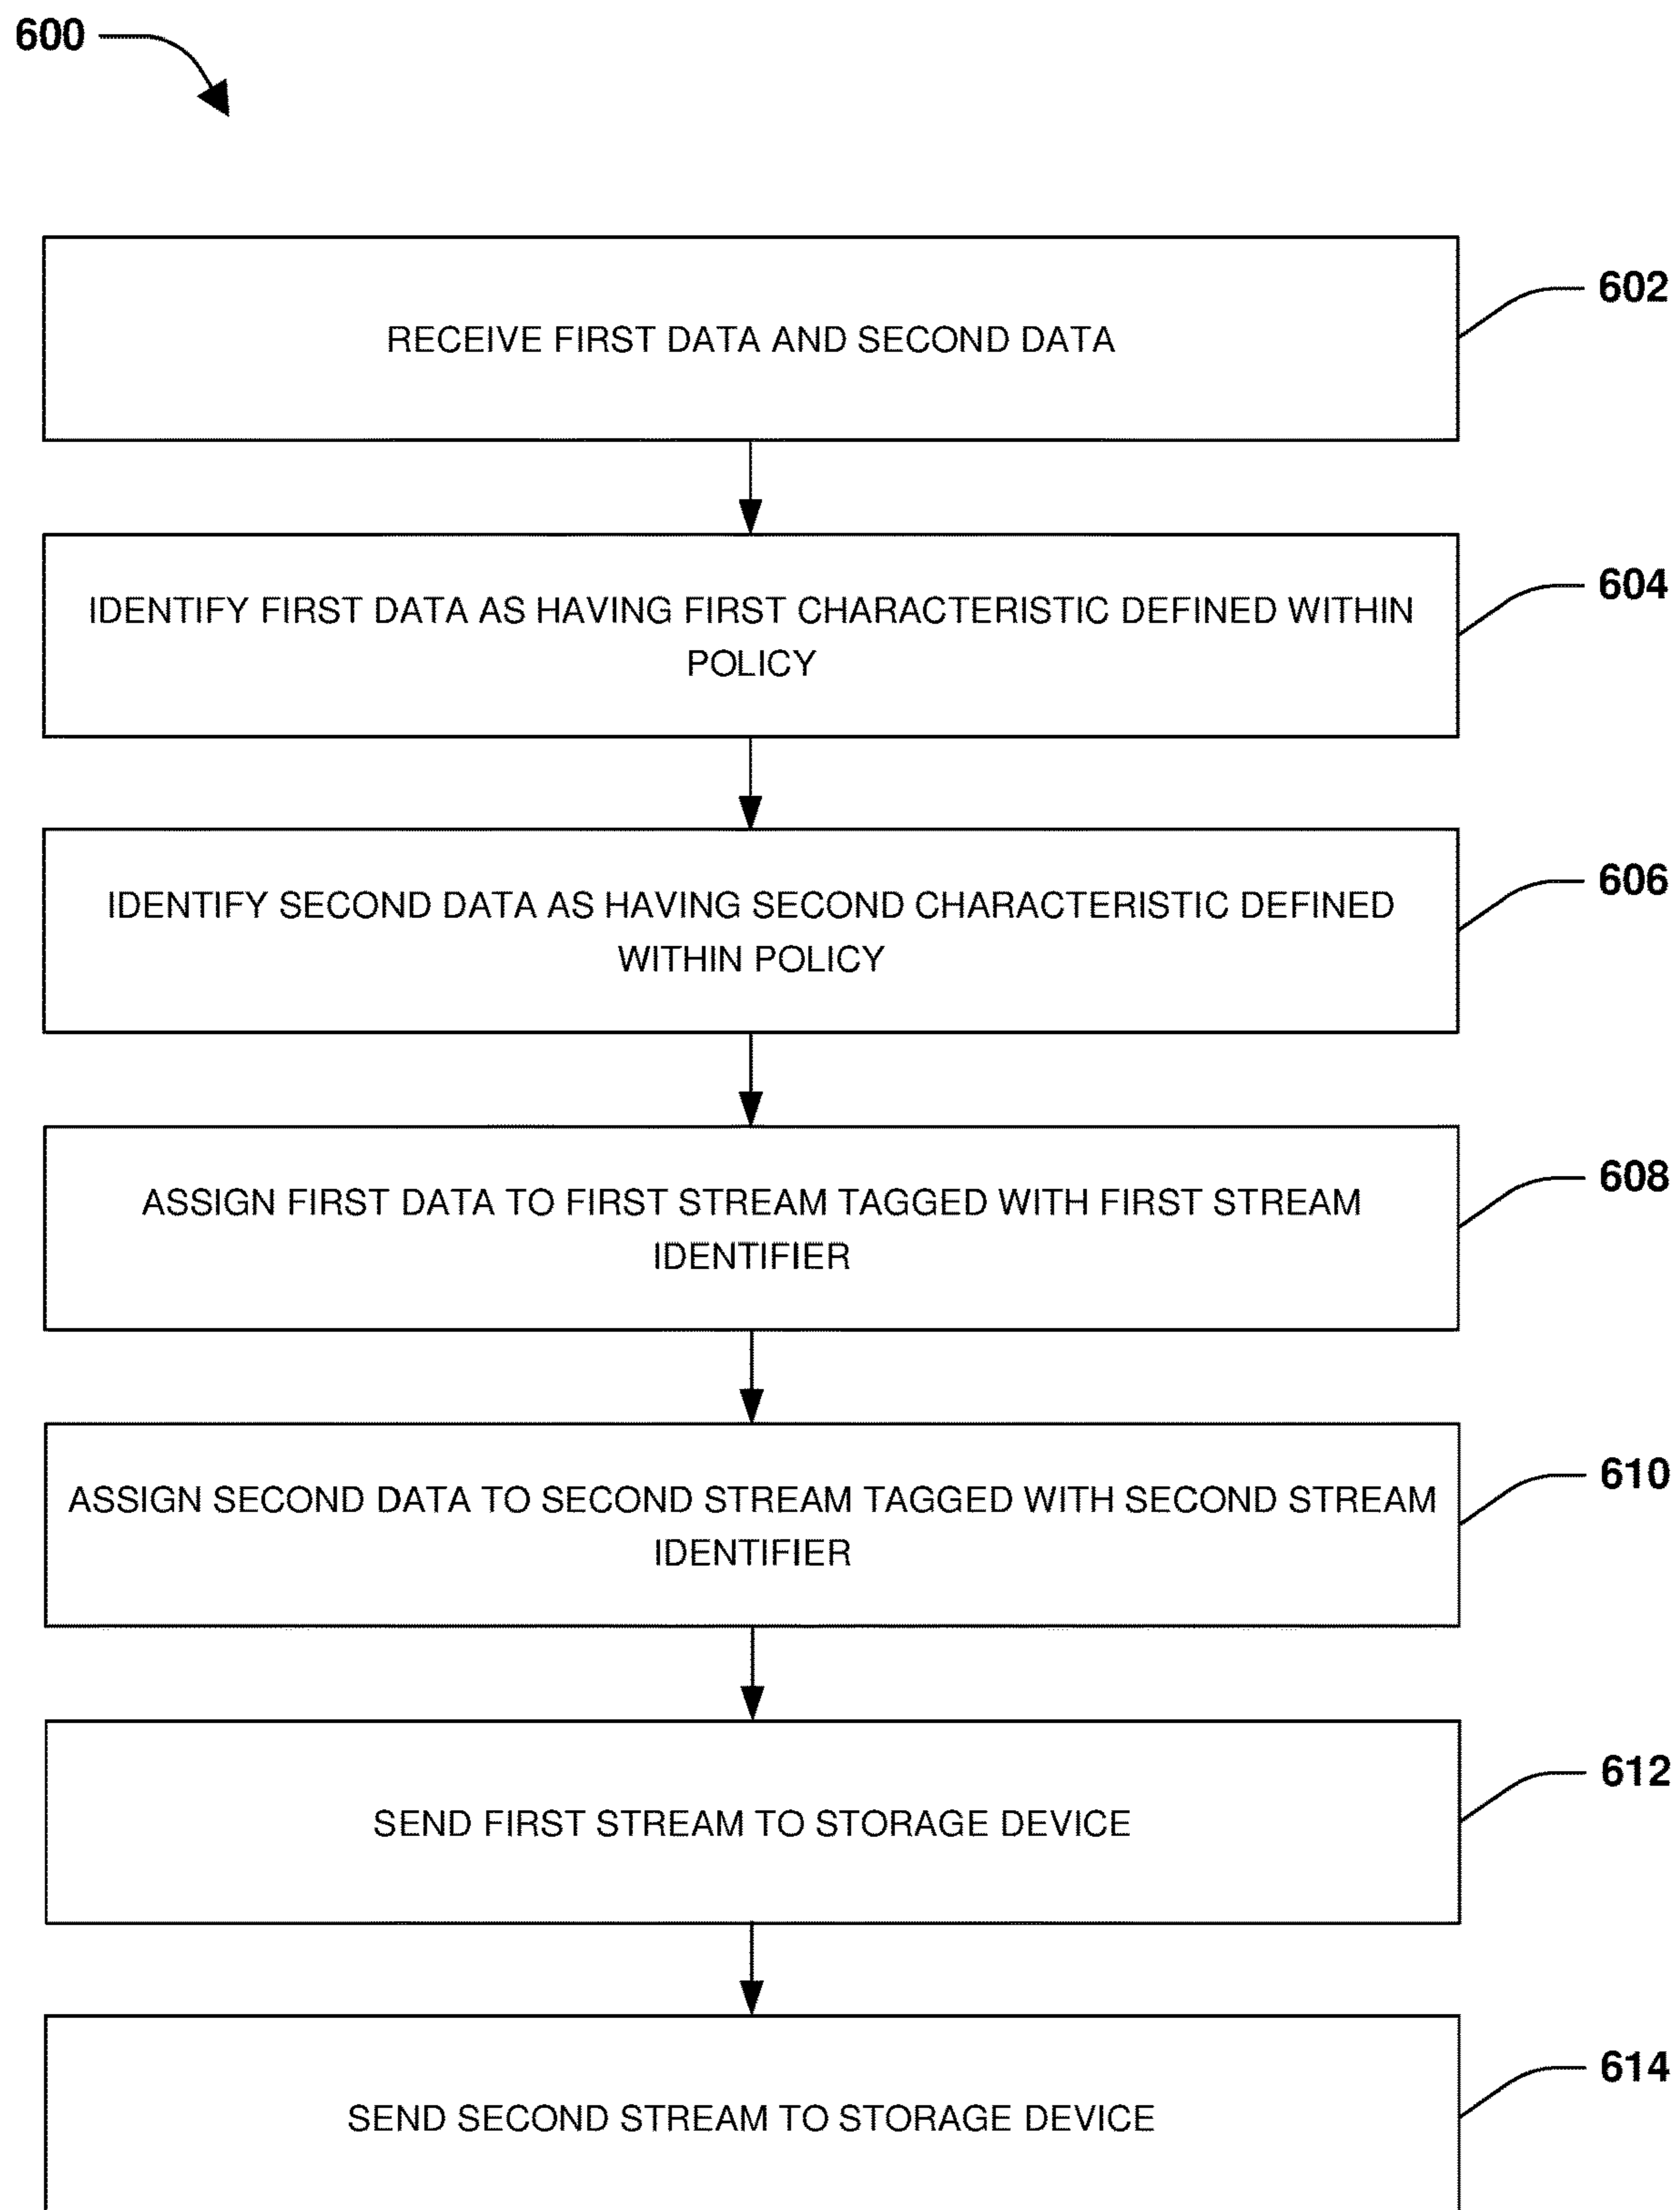 600
RECEIVE FIRST DATA AND SECOND DATA
602
IDENTIFY FIRST DATA AS HAVING FIRST CHARACTERISTIC DEFINED WITHIN
POLICY
604
IDENTIFY SECOND DATA AS HAVING SECOND CHARACTERISTIC DEFINED
WITHIN POLICY
606
ASSIGN FIRST DATA TO FIRST STREAM TAGGED WITH FIRST STREAM
IDENTIFIER
608
ASSIGN SECOND DATA TO SECOND STREAM TAGGED WITH SECOND STREAM
IDENTIFIER
610
SEND FIRST STREAM TO STORAGE DEVICE
612
SEND SECOND STREAM TO STORAGE DEVICE
614